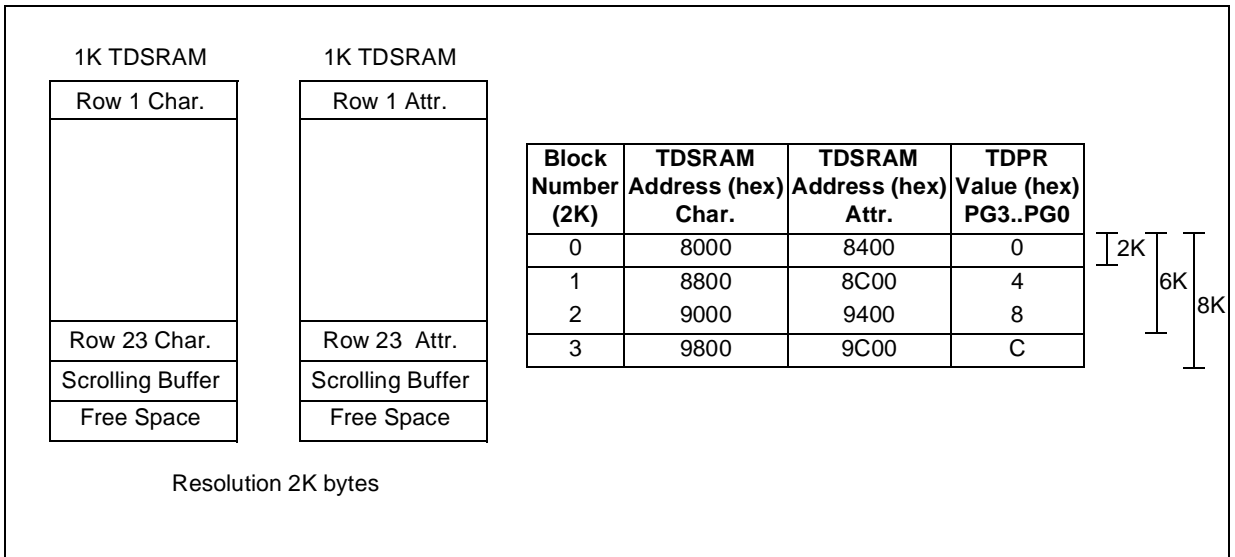 1K TDSRAM
Row 1 Char.
Row 23 Char.
Scrolling Buffer
Free Space
1K TDSRAM
Row 1 Attr.
Row 23 Attr.
Scrolling Buffer
Free Space
Resolution 2K bytes
Block TDSRAM TDSRAM TDPR
Number Address (hex) Address (hex) Value (hex)
(2K) Char. Attr. PG3..PG0
0 8000 8400 0
1 8800 8C00 4
2 9000 9400 8
3 9800 9C00 C
2K
6K
8K